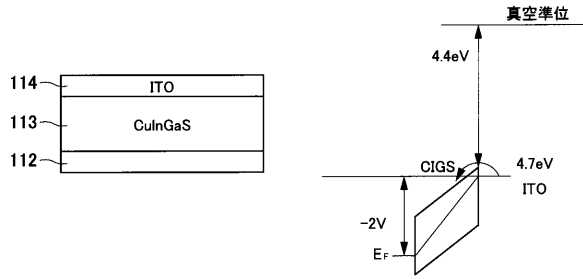 114
ITO
113
CuInGaS
112
真空準位
4.4eV
CIGS
4.7eV
ITO
-2V
EF